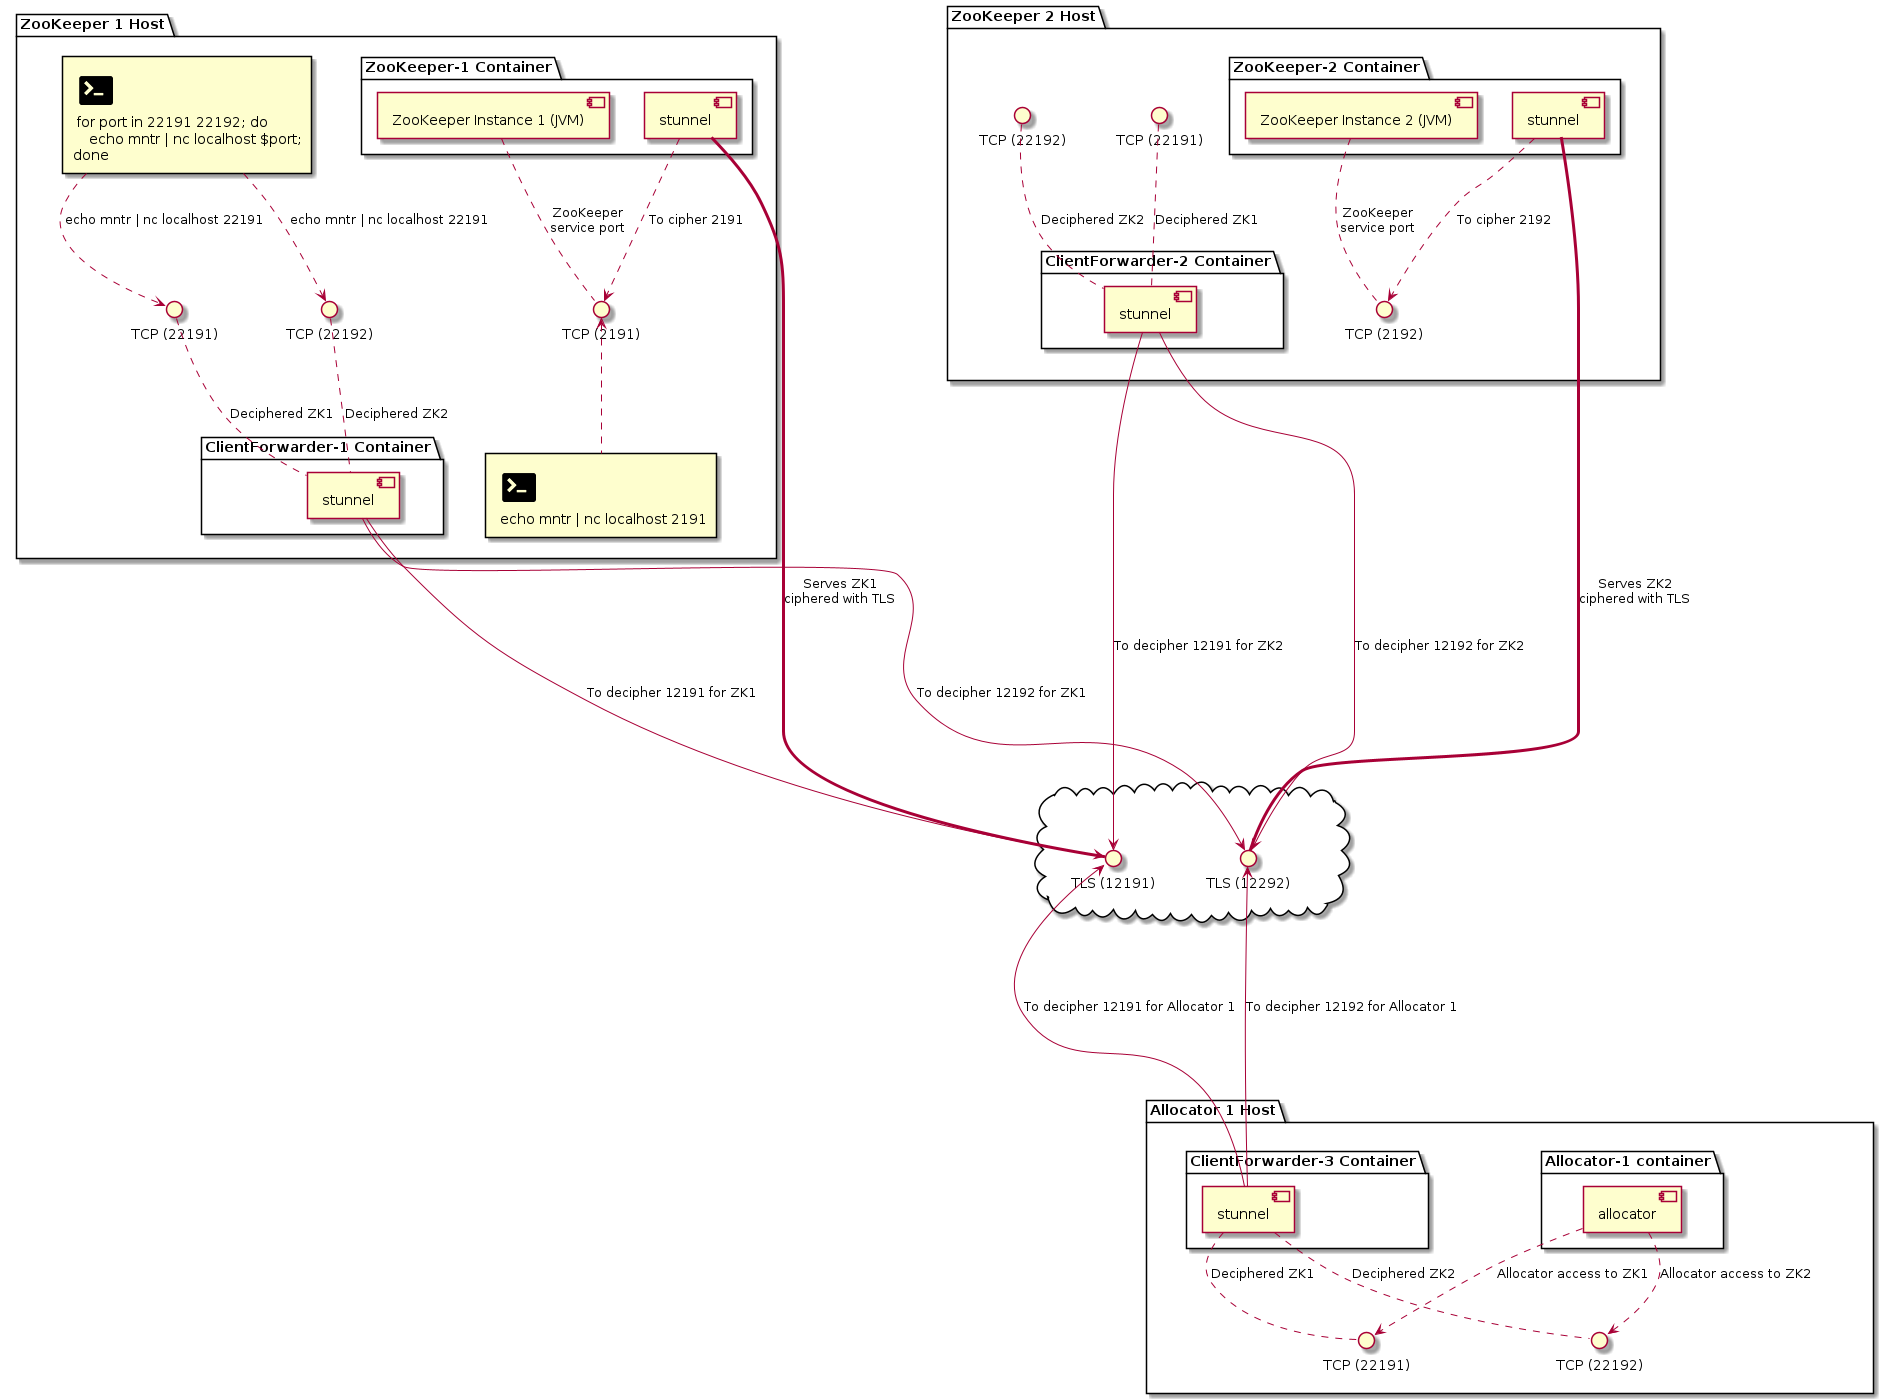 ZooKeeper 1 Host
for port in 22191 22192; do
echo mntr | nc localhost $port;
done
ZooKeeper-1 Container
ZooKeeper Instance 1 (JVM)
stunnel
echo mntr | nc localhost 22191
echo mntr | nc localhost 22191
ZooKeeper
service port
To cipher 2191
TCP (22191)
TCP (22192)
TCP (2191)
Deciphered ZK1
Deciphered ZK2
ClientForwarder-1 Container
stunnel
echo mntr | nc localhost 2191
ZooKeeper 2 Host
TCP (22192)
TCP (22191)
ZooKeeper-2 Container
ZooKeeper Instance 2 (JVM)
stunnel
Deciphered ZK2
Deciphered ZK1
ZooKeeper
service port
To cipher 2192
ClientForwarder-2 Container
stunnel
TCP (2192)
Serves ZK1
ciphered with TLS
Serves ZK2
ciphered with TLS
To decipher 12191 for ZK2
To decipher 12192 for ZK2
To decipher 12191 for ZK1
To decipher 12192 for ZK1
TLS (12191)
TLS (12292)
To decipher 12191 for Allocator 1
To decipher 12192 for Allocator 1
Allocator 1 Host
ClientForwarder-3 Container
stunnel
Allocator-1 container
allocator
Deciphered ZK1
Deciphered ZK2
Allocator access to ZK1
Allocator access to ZK2
TCP (22191)
TCP (22192)